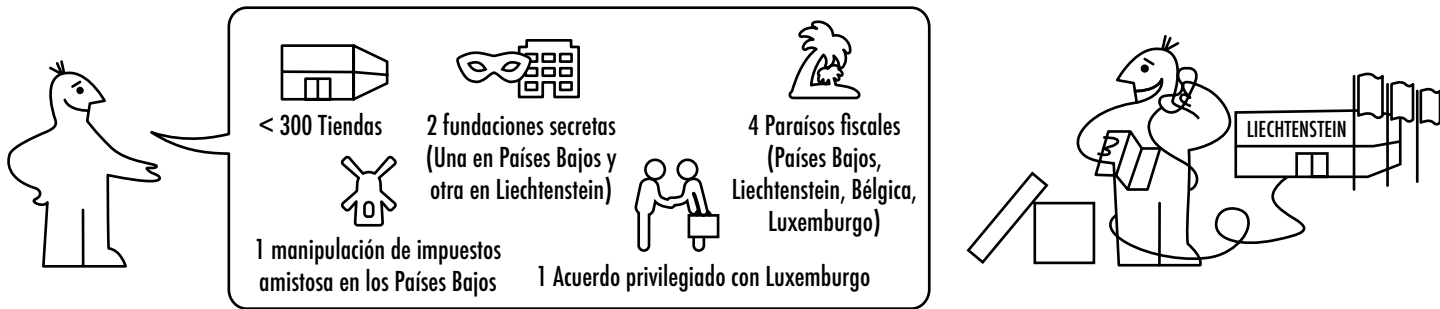 < 300 Tiendas
2 fundaciones secretas
(Una en Países Bajos y
otra en Liechtenstein)
4 Paraísos fiscales
(Países Bajos,
Liechtenstein, Bélgica,
Luxemburgo)
1 manipulación de impuestos
amistosa en los Países Bajos
1 Acuerdo privilegiado con Luxemburgo
LIECHTENSTEIN